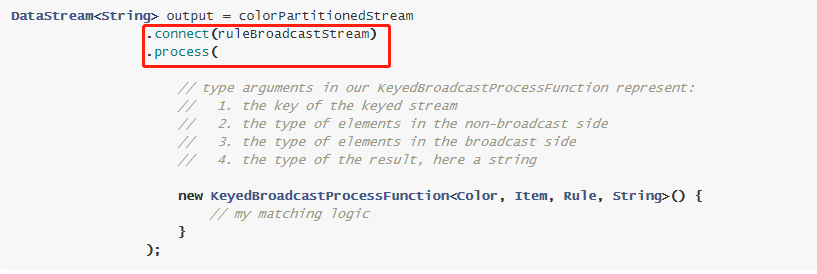 DataStream<String> output = colorPartitionedStream
.connect(ruleBroadcastStream)
.process(
// type arguments in our KeyedBroadcastProcessFunction represent:
// 1. the key of the keyed stream
// 2. the type of elements in the non-broadcast side
// 3. the type of elements in the broadcast side
// 4. the type of the result, here a string
new KeyedBroadcastProcessFunction<Color, Item, Rule, String>() {
// my matching logic
}
);